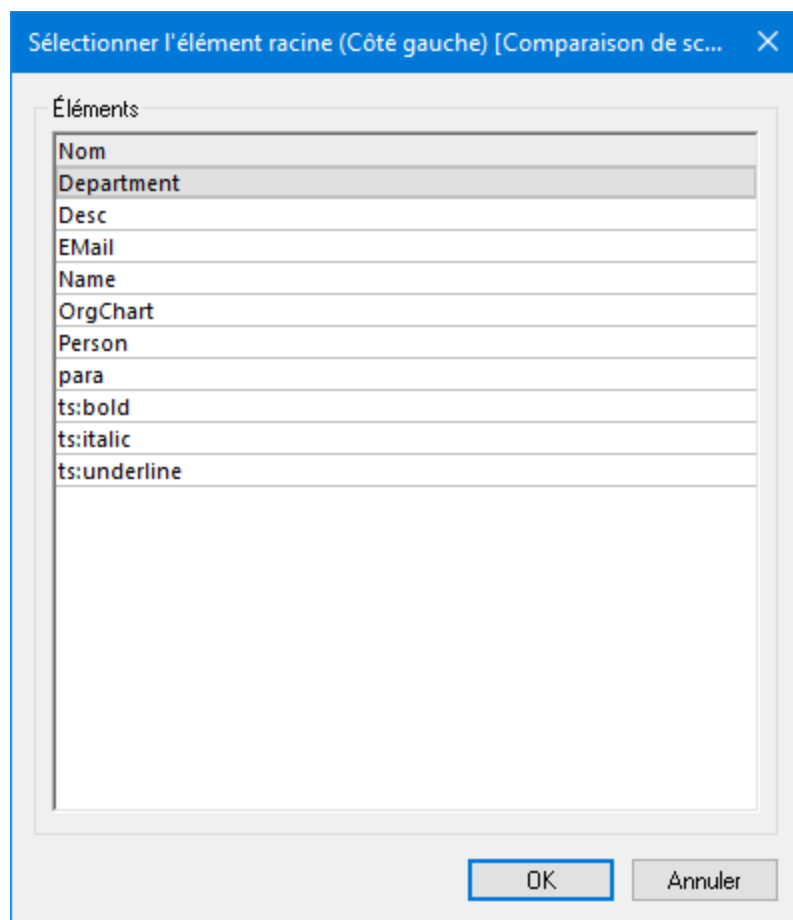 Sélectionner l'élément racine (Côté gauche) [Comparaison de sc...
Éléments
Nom
Department
Desc
EMail
Name
OrgChart
Person
para
ts:bold
ts:italic
ts:underline
OK
Annuler